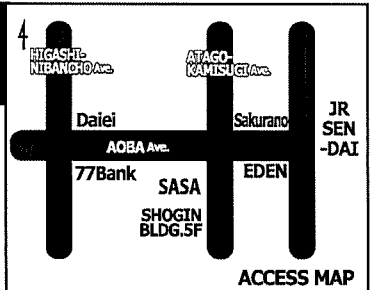 HIGASHI-
NIBANCHO Ave.
ATAGO-
KAMISUGI Ave.
Daiei
Sakurano
JR
SEN
-DAI
AOBA Ave.
77Bank
EDEN
SASA
SHOGIN
BLDG.5F
ACCESS MAP